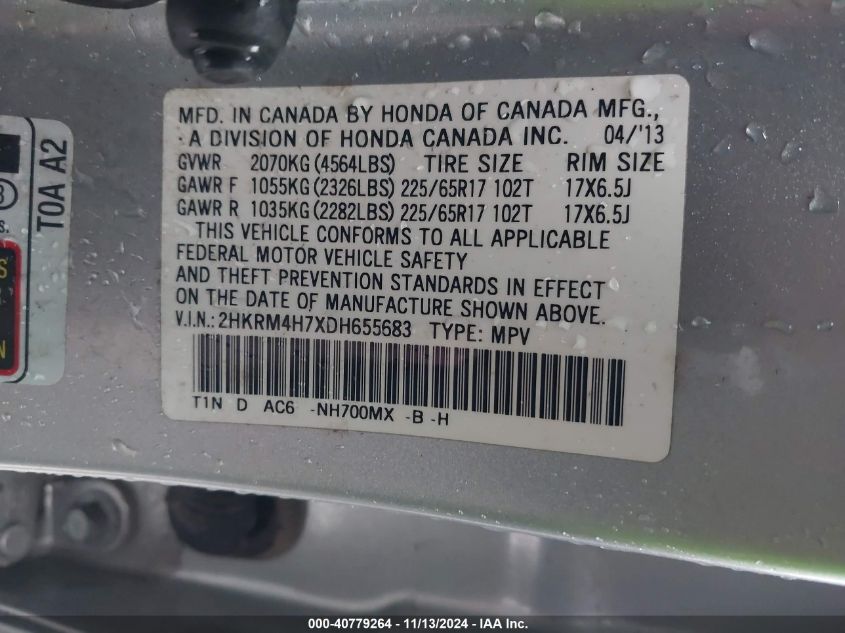 MFD. IN CANADA BY HONDA OF CANADA MFG.,
A DIVISION OF HONDA CANADA INC. 04/'13
GVWR 2070KG (4564LBS) TIRE SIZE RIM SIZE
GAWR F 1055KG (2326LBS) 225/65R17 102T 17X6.5J
GAWR R 1035KG (2282LBS) 225/65R17 102T 17X6.5J
THIS VEHICLE CONFORMS TO ALL APPLICABLE
FEDERAL MOTOR VEHICLE SAFETY
AND THEFT PREVENTION STANDARDS IN EFFECT
ON THE DATE OF MANUFACTURE SHOWN ABOVE.
V.I.N.: 2HKRM4H7XDH655683 TYPE: MPV
T1N D AC6 -NH700MX -B -H
T0A A2
000-40779264 - 11/13/2024 - IAA Inc.